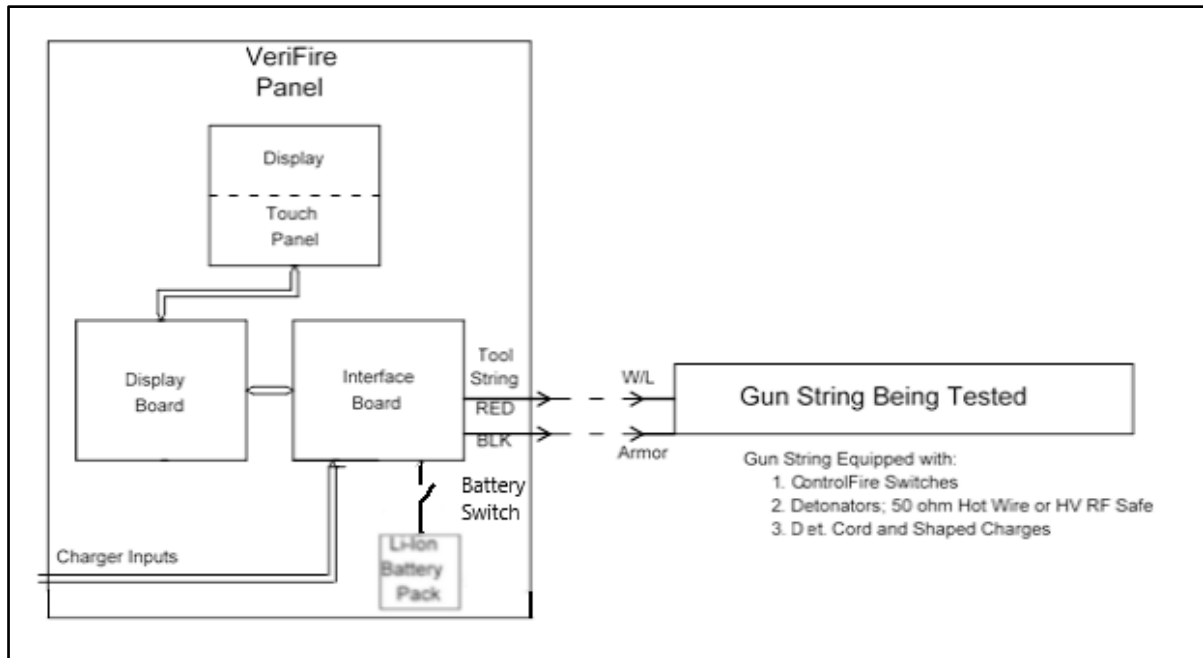 VeriFire
Panel
Display
Touch
Panel
Display
Board
Interface
Board
Tool
String
RED
BLK
W/L
Armor
Gun String Being Tested
Gun String Equipped with:
1. ControlFire Switches
2. Detonators; 50 ohm Hot Wire or HV RF Safe
3. Det. Cord and Shaped Charges
Battery
Switch
Charger Inputs
Li-Ion
Battery
Pack